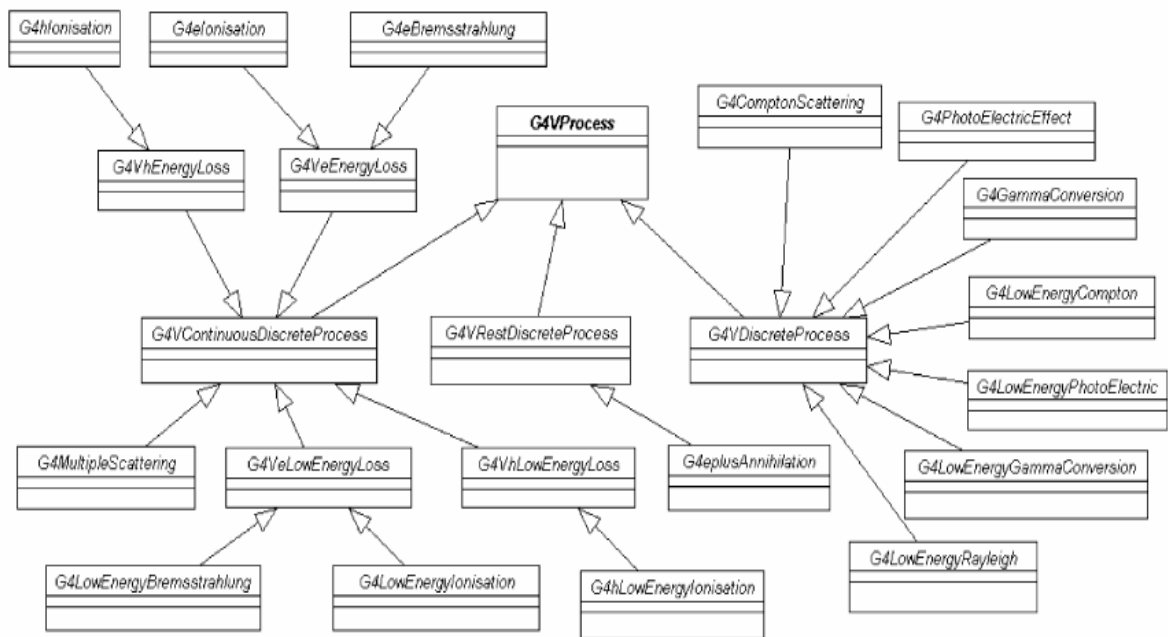 G4hIonisation
G4eIonisation
G4eBremsstrahlung
G4ComptonScattering
G4PhotoElectricEffect
G4VProcess
G4VhEnergyLoss
G4VeEnergyLoss
G4GammaConversion
G4LowEnergyCompton
G4VContinuousDiscreteProcess
G4VRestDiscreteProcess
G4VDiscreteProcess
G4LowEnergyPhotoElectric
G4MultipleScattering
G4VeLowEnergyLoss
G4VhLowEnergyLoss
G4eplusAnnihilation
G4LowEnergyGammaConversion
G4LowEnergyRayleigh
G4LowEnergyBremsstrahlung
G4LowEnergyIonisation
G4hLowEnergyIonisation